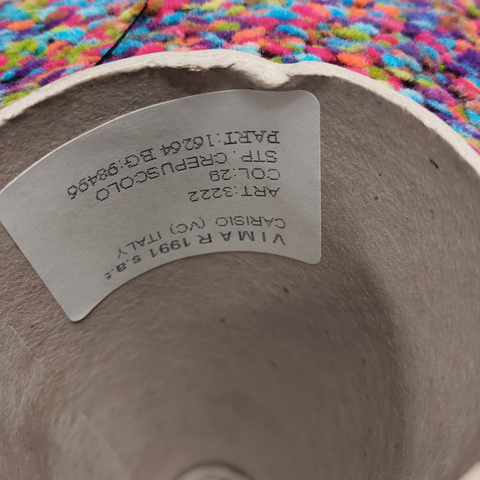 VIMAR 1991 s.a.s
CARISIO (VC) ITALY
ART:3222
COL:29
STP. CREPUSCOLO
PART:16264 BG:98496